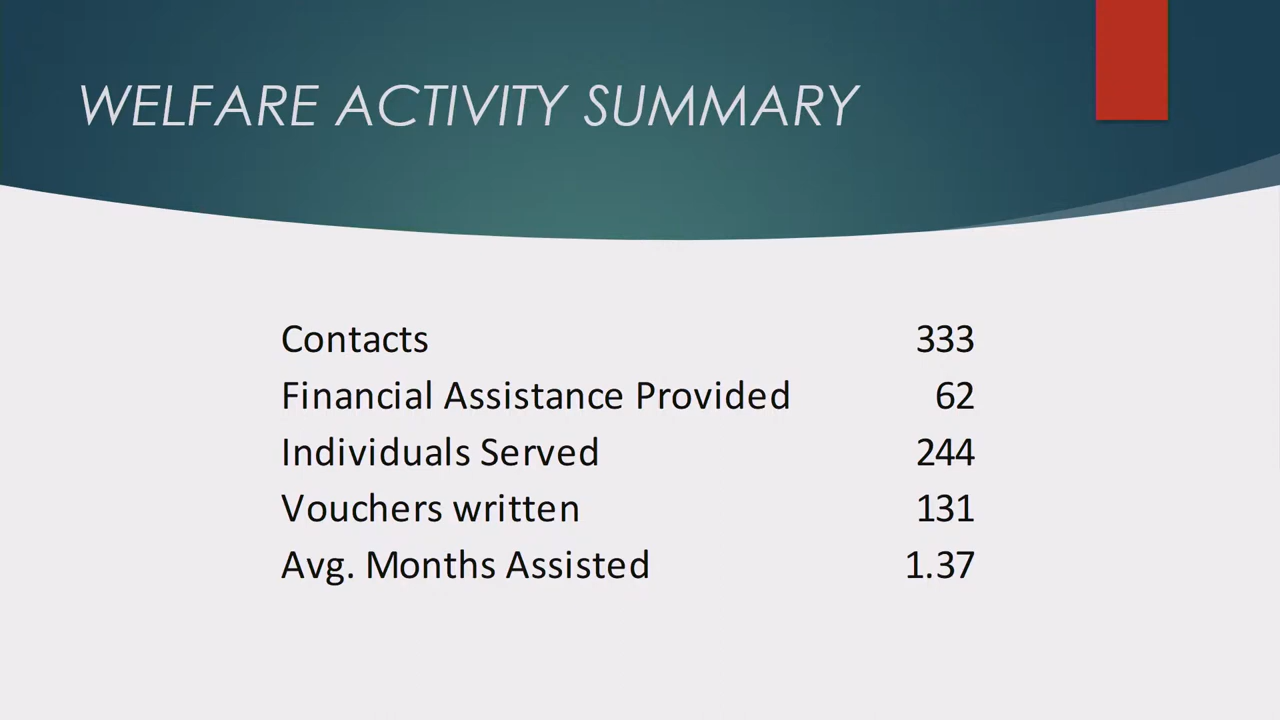 WELFARE ACTIVITY SUMMARY
Contacts 333
Financial Assistance Provided 62
Individuals Served 244
Vouchers written 131
Avg. Months Assisted 1.37